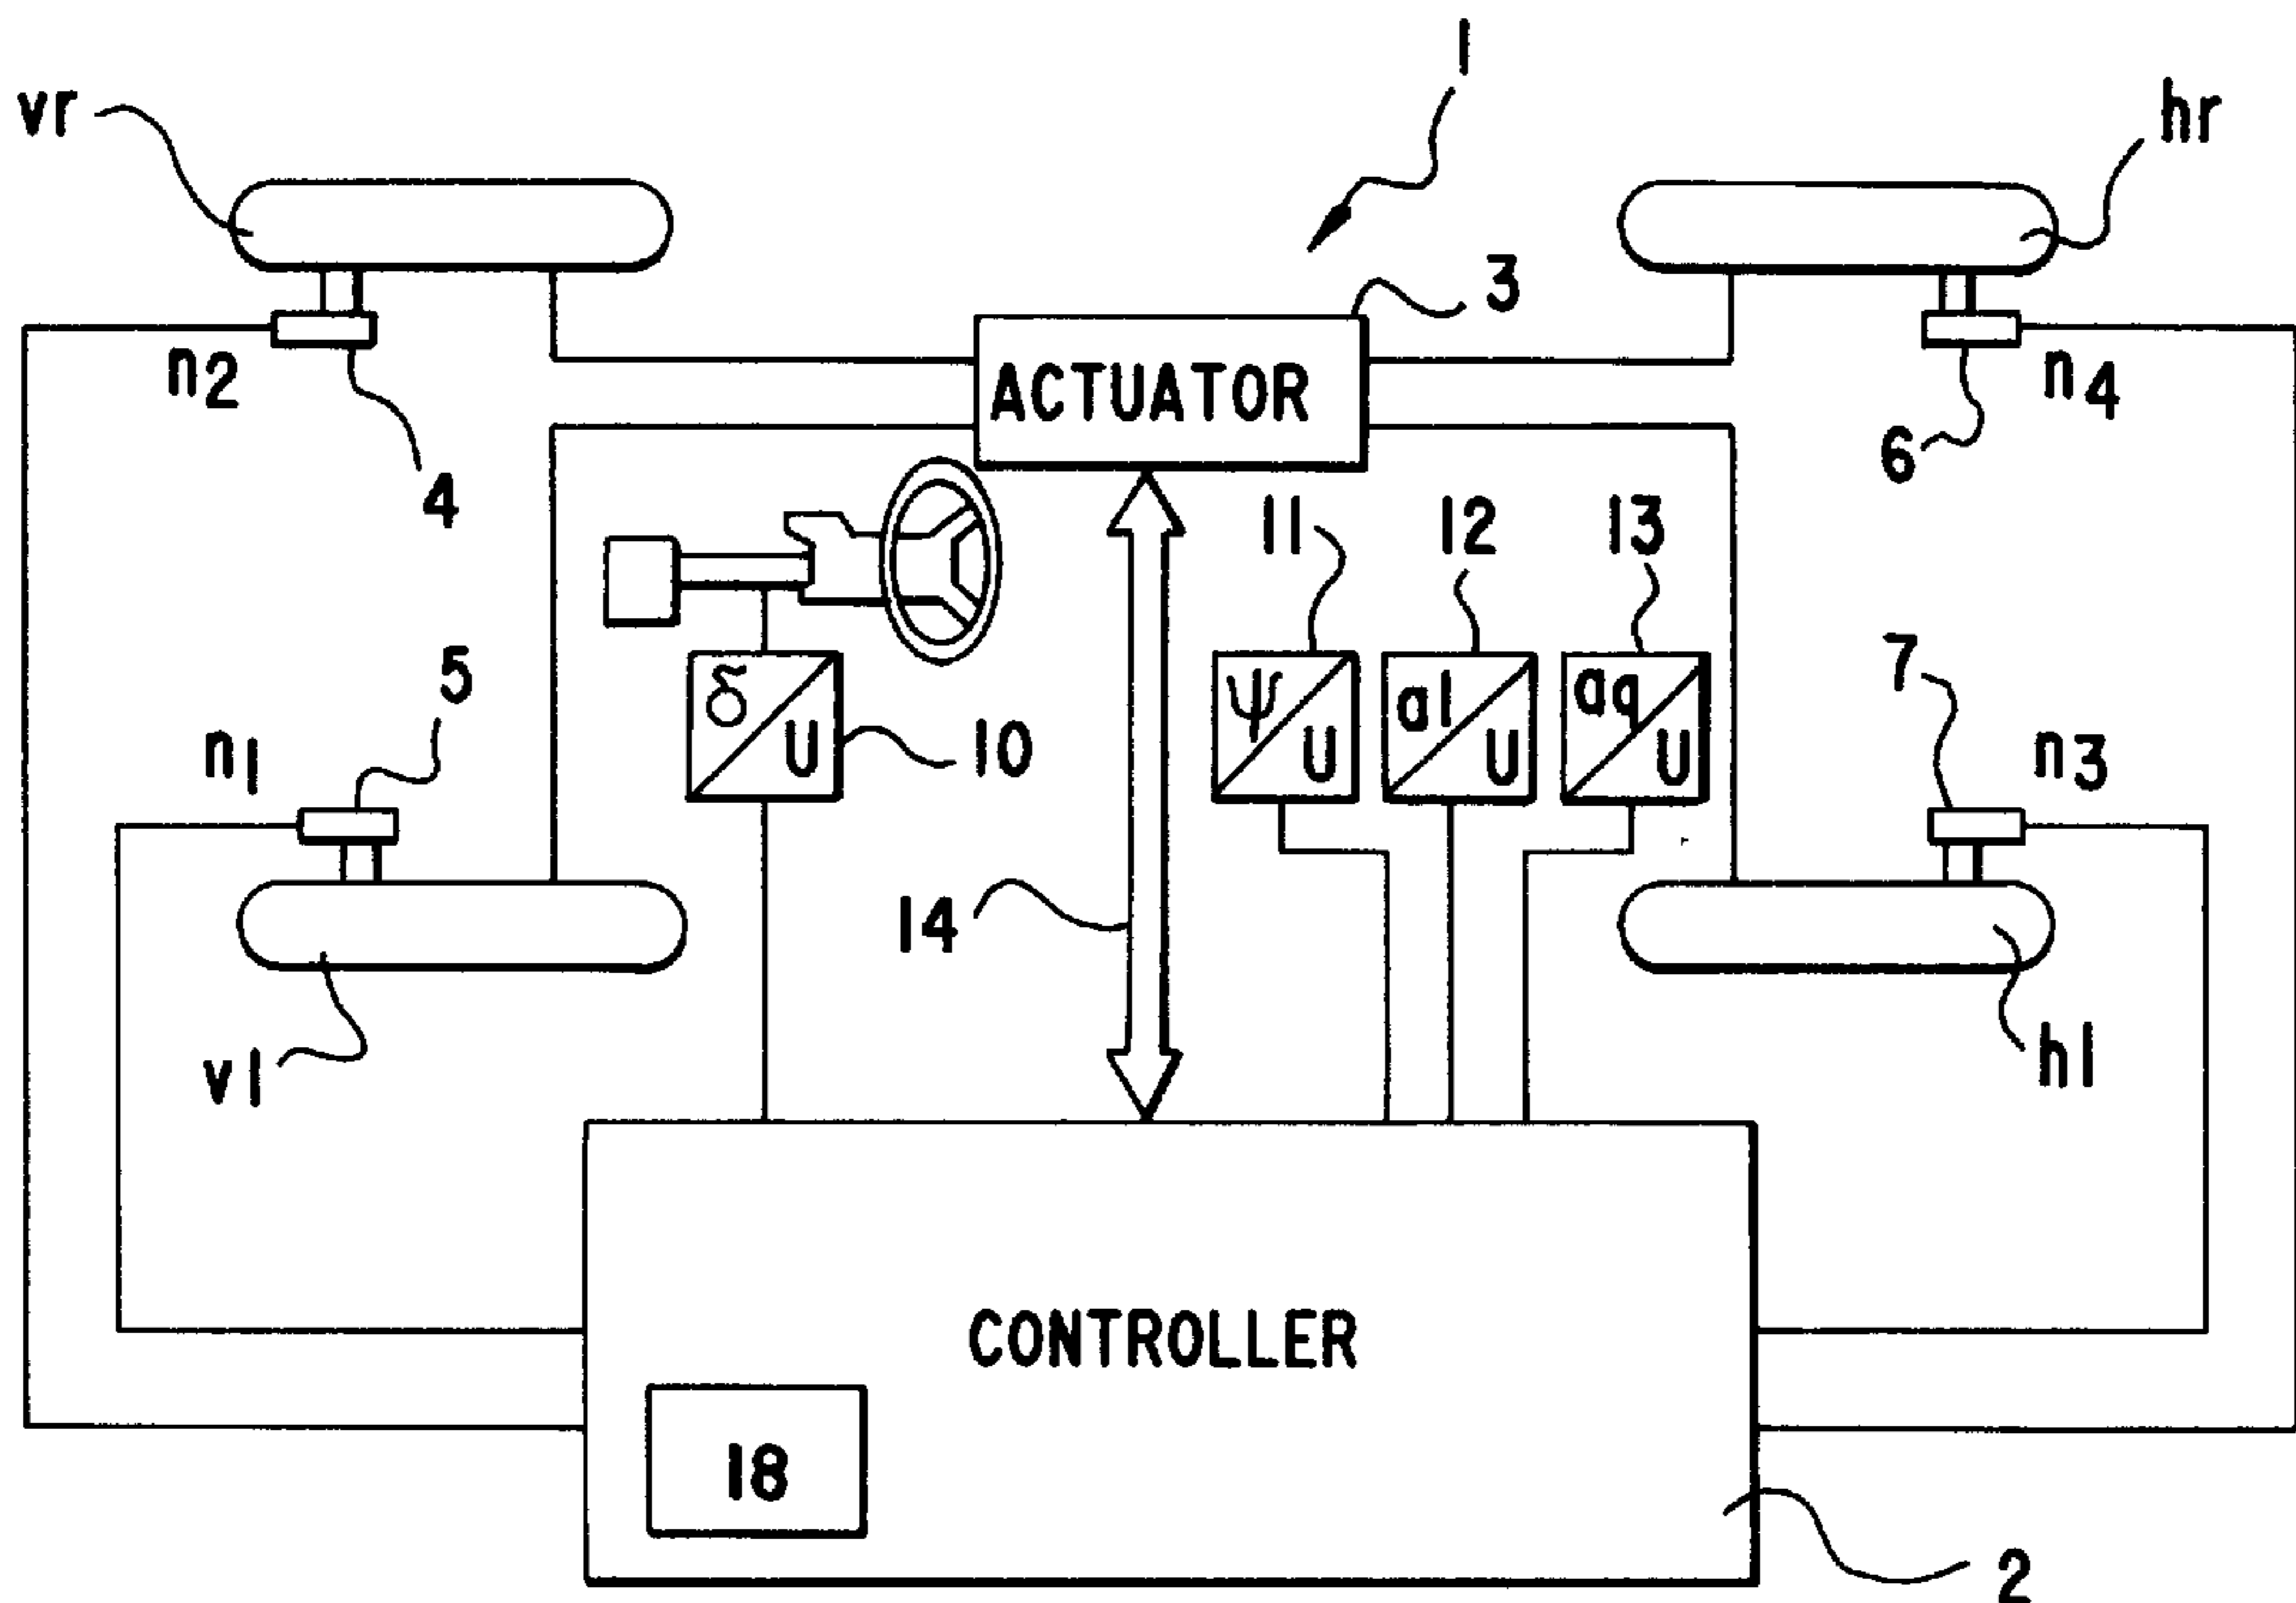 1
vr
hr
3
ACTUATOR
n2
n4
4
6
11
12
13
5
7
δ
U
10
ψ
U
al
U
aq
U
n1
n3
14
vl
hl
CONTROLLER
18
2